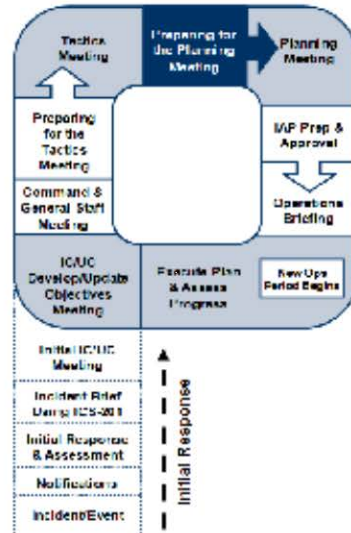 Tactics
Meeting
Preparing for
the Planning
Meeting
Planning
Meeting
Preparing
for the
Tactics
Meeting
IAP Prep &
Approval
Command &
General Staff
Meeting
Operations
Briefing
IC/UC
Develop/Update
Objectives
Meeting
Execute Plan
& Assess
Progress
New Ops
Period Begins
Initial IC/UC
Meeting
Incident Brief
Using ICS-201
Initial Response
& Assessment
Notifications
Incident/Event
Initial Response